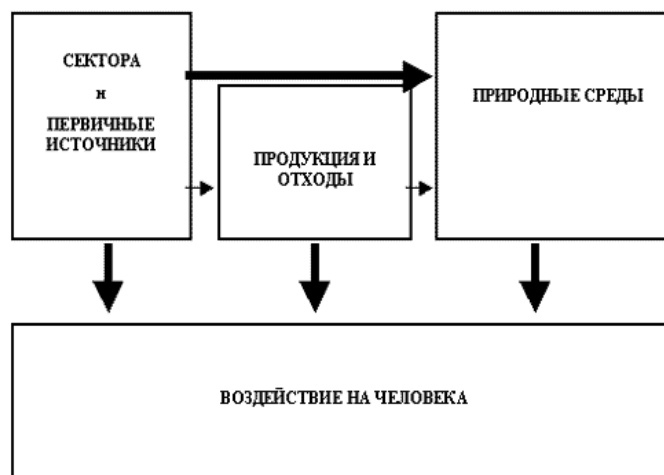 СЕКТОРА
и
ПЕРВИЧНЫЕ
ИСТОЧНИКИ
ПРОДУКЦИЯ И
ОТХОДЫ
ПРИРОДНЫЕ СРЕДЫ
ВОЗДЕЙСТВИЕ НА ЧЕЛОВЕКА